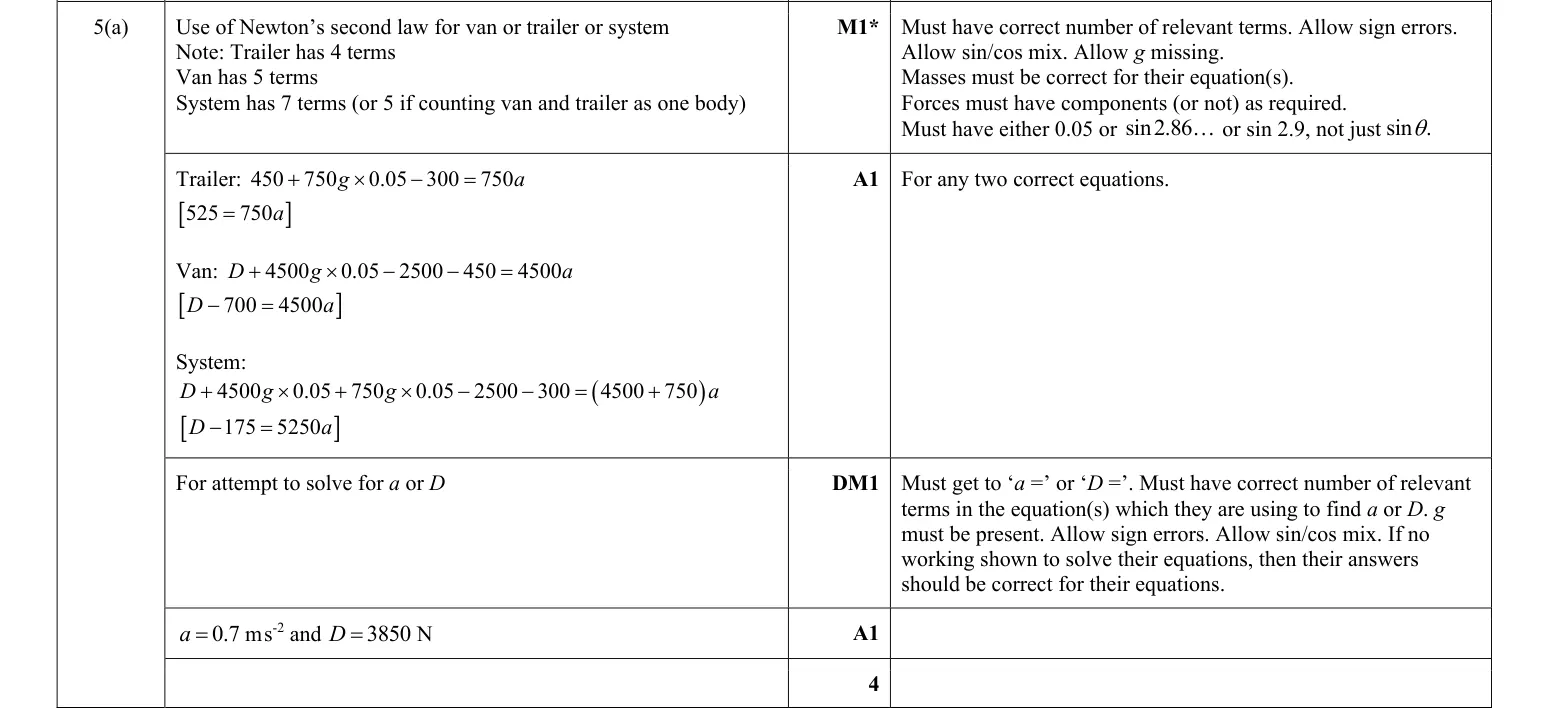 5(a)
Use of Newton's second law for van or trailer or system
Note: Trailer has 4 terms
Van has 5 terms
System has 7 terms (or 5 if counting van and trailer as one body)
M1*
Must have correct number of relevant terms. Allow sign errors.
Allow sin/cos mix. Allow g missing.
Masses must be correct for their equation(s).
Forces must have components (or not) as required.
Must have either 0.05 or sin 2.86… or sin 2.9, not just sin θ.
Trailer: 450 + 750g × 0.05 − 300 = 750a
[525 = 750a]
Van: D + 4500g × 0.05 − 2500 − 450 = 4500a
[D − 700 = 4500a]
System:
D + 4500g × 0.05 + 750g × 0.05 − 2500 − 300 = (4500 + 750) a
[D − 175 = 5250a]
A1
For any two correct equations.
For attempt to solve for a or D
DM1
Must get to ‘a =’ or ‘D =’. Must have correct number of relevant
terms in the equation(s) which they are using to find a or D. g
must be present. Allow sign errors. Allow sin/cos mix. If no
working shown to solve their equations, then their answers
should be correct for their equations.
a = 0.7 ms⁻² and D = 3850 N
A1
4